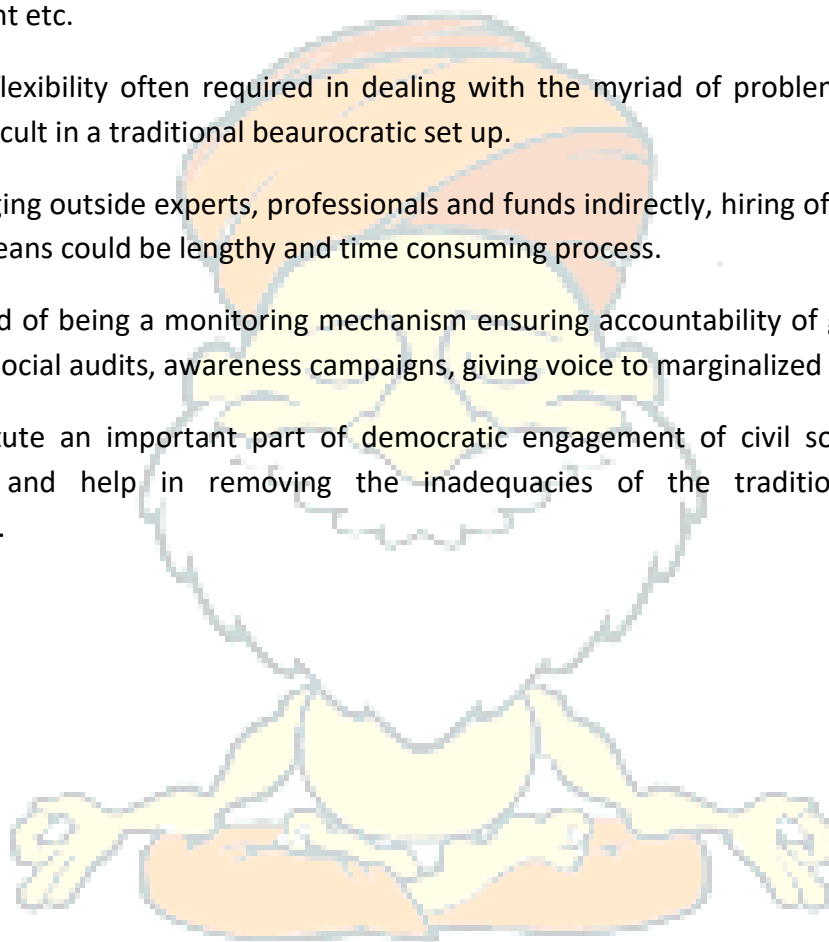 nt etc.
lexibility often required in dealing with the myriad of problem
cult in a traditional beaurocratic set up.
ging outside experts, professionals and funds indirectly, hiring of
eans could be lengthy and time consuming process.
d of being a monitoring mechanism ensuring accountability of g
ocial audits, awareness campaigns, giving voice to marginalized
tute an important part of democratic engagement of civil so
and help in removing the inadequacies of the traditio
.